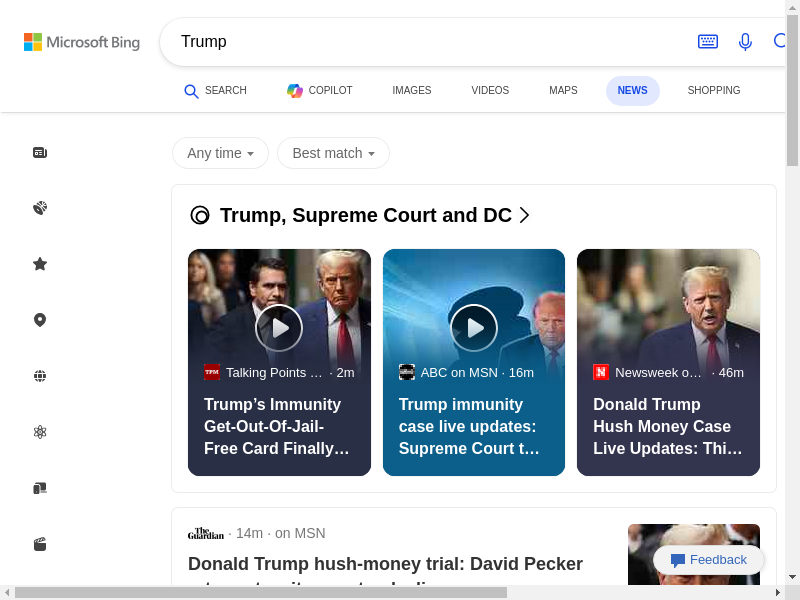 Microsoft Bing
Trump
SEARCH
COPILOT
IMAGES
VIDEOS
MAPS
NEWS
SHOPPING
Any time
Best match
Trump, Supreme Court and DC
TPM Talking Points ... · 2m
Trump's Immunity
Get-Out-Of-Jail-
Free Card Finally...
ABC on MSN · 16m
Trump immunity
case live updates:
Supreme Court t...
N Newsweek o... · 46m
Donald Trump
Hush Money Case
Live Updates: Thi...
The Guardian · 14m · on MSN
Donald Trump hush-money trial: David Pecker
Feedback